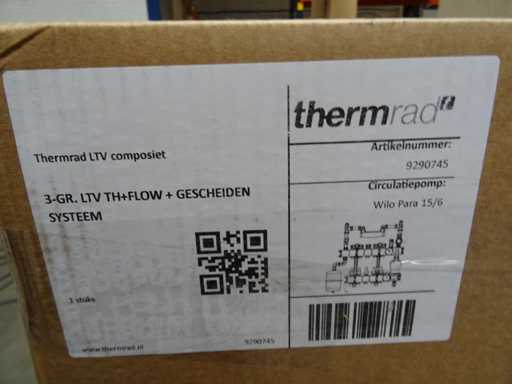 thermrad
Thermrad LTV composiet
Artikelnummer:
9290745
3-GR. LTV TH+FLOW + GESCHEIDEN
SYSTEEM
Circulatiepomp:
Wilo Para 15/6
3 stuks
www.thermrad.nl
9290745